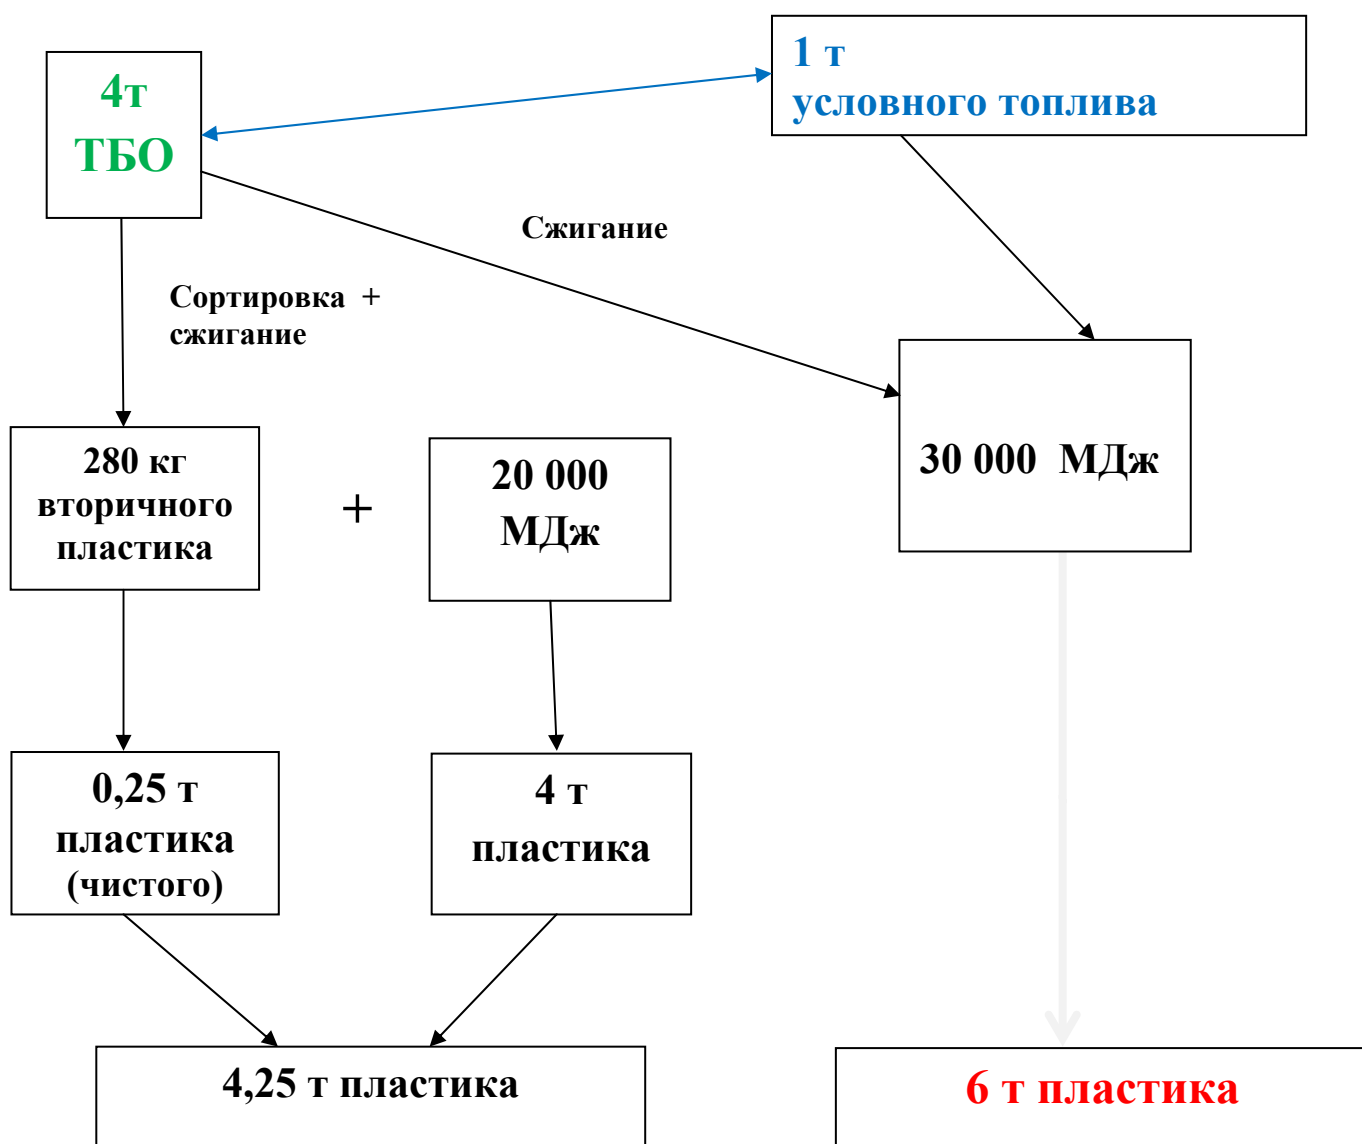 4т
ТБО
1 т
условного топлива
Сжигание
Сортировка +
сжигание
280 кг
вторичного
пластика
+
20 000
МДж
30 000 МДж
0,25 т
пластика
(чистого)
4 т
пластика
4,25 т пластика
6 т пластика